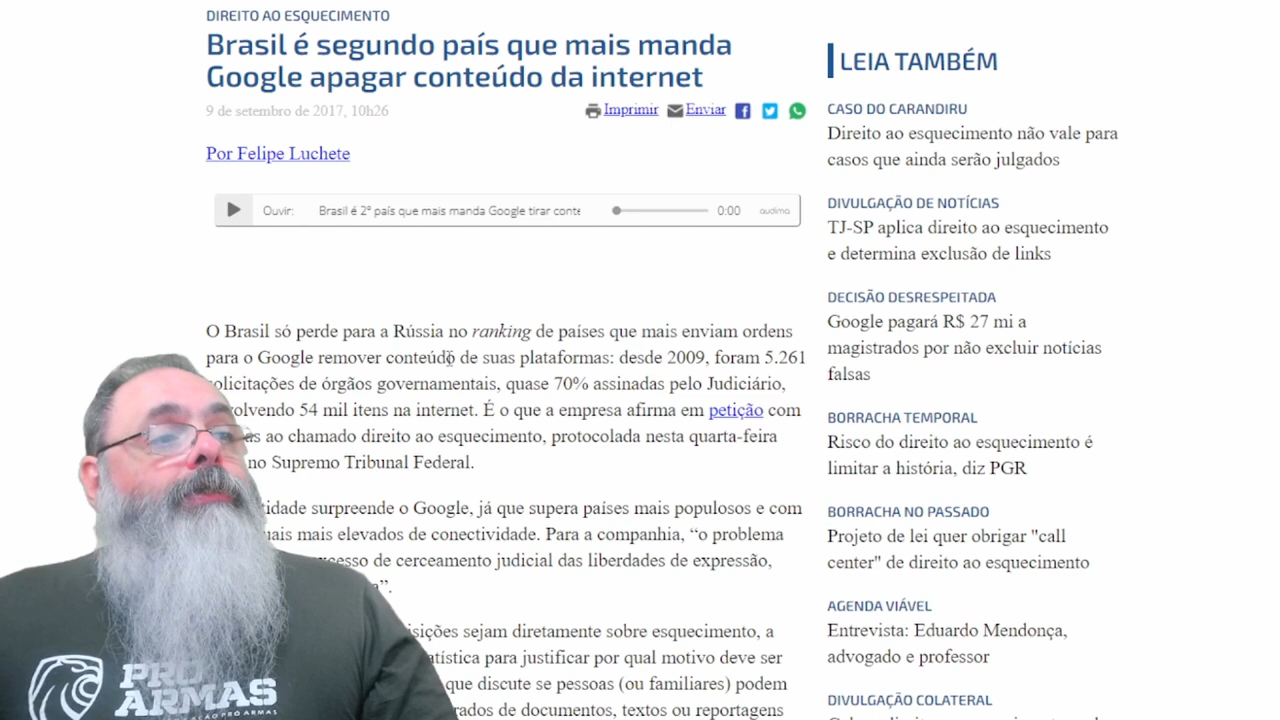 DIREITO AO ESQUECIMENTO
Brasil é segundo país que mais manda
Google apagar conteúdo da internet
9 de setembro de 2017, 10h26
Imprimir Enviar
Por Felipe Luchete
Ouvir: Brasil é 2º país que mais manda Google tirar conte 0:00 audima
O Brasil só perde para a Rússia no ranking de países que mais enviam ordens
para o Google remover conteúdo de suas plataformas: desde 2009, foram 5.261
solicitações de órgãos governamentais, quase 70% assinadas pelo Judiciário,
volvendo 54 mil itens na internet. É o que a empresa afirma em petição com
ao chamado direito ao esquecimento, protocolada nesta quarta-feira
no Supremo Tribunal Federal.
tidade surpreende o Google, já que supera países mais populosos e com
uais mais elevados de conectividade. Para a companhia, “o problema
cesso de cerceamento judicial das liberdades de expressão,
”.
sições sejam diretamente sobre esquecimento, a
atística para justificar por qual motivo deve ser
que discute se pessoas (ou familiares) podem
rados de documentos, textos ou reportagens
PRO
ARMAS
PRÓ ARMAS
LEIA TAMBÉM
CASO DO CARANDIRU
Direito ao esquecimento não vale para
casos que ainda serão julgados
DIVULGAÇÃO DE NOTÍCIAS
TJ-SP aplica direito ao esquecimento
e determina exclusão de links
DECISÃO DESRESPEITADA
Google pagará R$ 27 mi a
magistrados por não excluir notícias
falsas
BORRACHA TEMPORAL
Risco do direito ao esquecimento é
limitar a história, diz PGR
BORRACHA NO PASSADO
Projeto de lei quer obrigar "call
center" de direito ao esquecimento
AGENDA VIÁVEL
Entrevista: Eduardo Mendonça,
advogado e professor
DIVULGAÇÃO COLATERAL